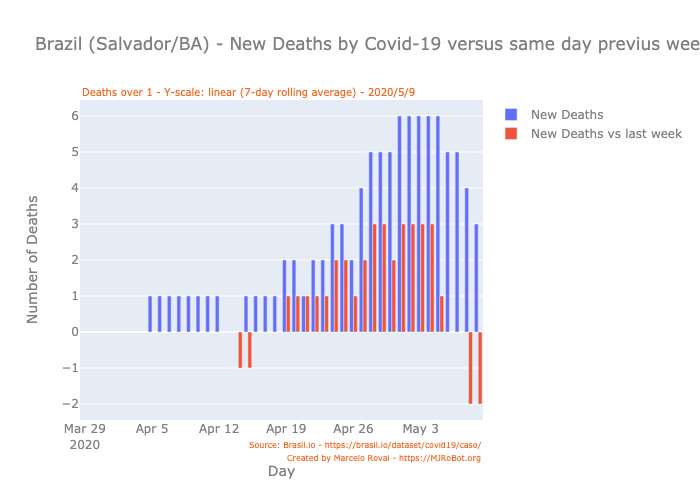 Brazil (Salvador/BA) - New Deaths by Covid-19 versus same day previus wee
Deaths over 1 - Y-scale: linear (7-day rolling average) - 2020/5/9
New Deaths
New Deaths vs last week
Number of Deaths
6
5
4
3
2
1
0
−1
−2
Mar 29 Apr 5 Apr 12 Apr 19 Apr 26 May 3
2020
Source: Brasil.io - https://brasil.io/dataset/covid19/caso/
Created by Marcelo Rovai - https://MJRoBot.org
Day